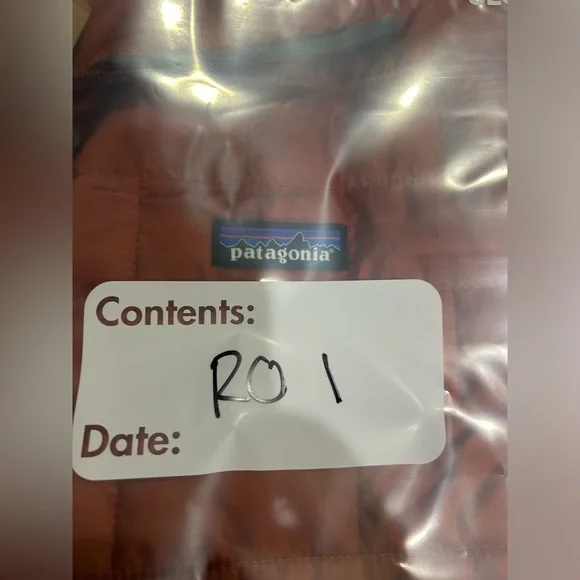 patagonia®
Contents:
RO 1
Date: